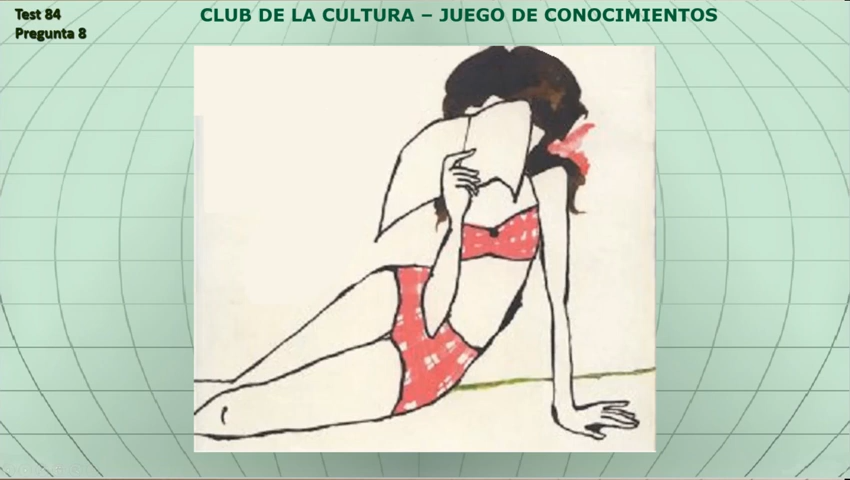 Test 84
Pregunta 8
CLUB DE LA CULTURA – JUEGO DE CONOCIMIENTOS